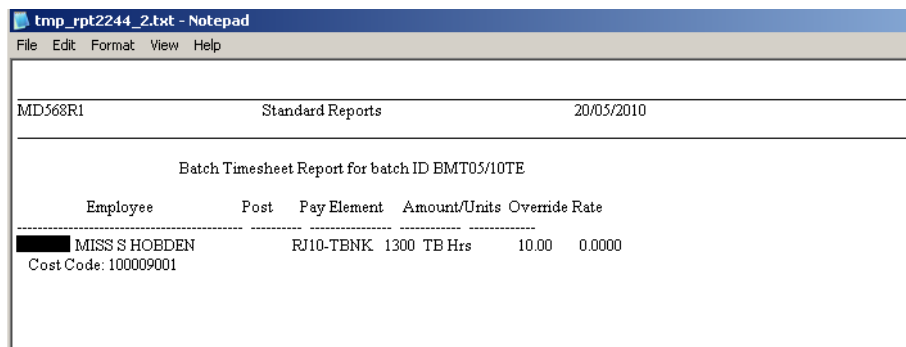 tmp_rpt2244_2.txt - Notepad
File Edit Format View Help
MD568R1 Standard Reports 20/05/2010
Batch Timesheet Report for batch ID BMT05/10TE
Employee Post Pay Element Amount/Units Override Rate
------------------------------------------ ---------- ---------------- ------------ -------------
MISS S HOBDEN RJ10-TBNK 1300 TB Hrs 10.00 0.0000
Cost Code: 100009001